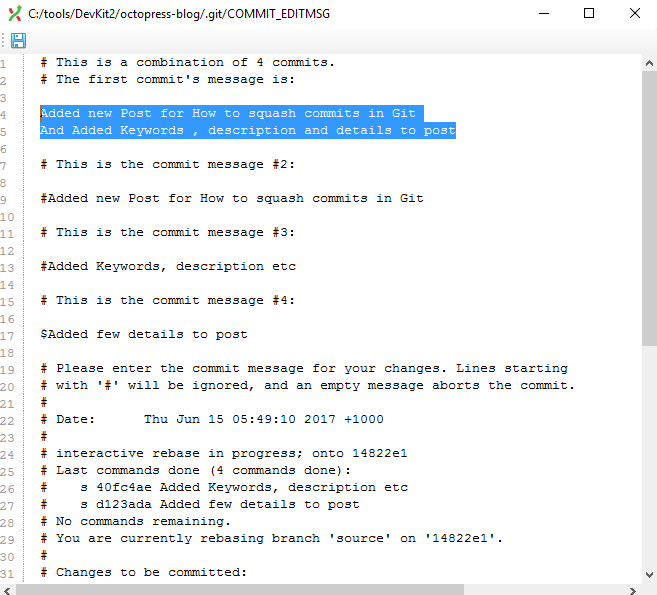 C:/tools/DevKit2/octopress-blog/.git/COMMIT_EDITMSG
1 # This is a combination of 4 commits.
2 # The first commit's message is:
3
4 Added new Post for How to squash commits in Git
5 And Added Keywords , description and details to post
6
7 # This is the commit message #2:
8
9 #Added new Post for How to squash commits in Git
10
11 # This is the commit message #3:
12
13 #Added Keywords, description etc
14
15 # This is the commit message #4:
16
17 $Added few details to post
18
19 # Please enter the commit message for your changes. Lines starting
20 # with '#' will be ignored, and an empty message aborts the commit.
21 #
22 # Date:      Thu Jun 15 05:49:10 2017 +1000
23 #
24 # interactive rebase in progress; onto 14822e1
25 # Last commands done (4 commands done):
26 #    s 40fc4ae Added Keywords, description etc
27 #    s d123ada Added few details to post
28 # No commands remaining.
29 # You are currently rebasing branch 'source' on '14822e1'.
30 #
31 # Changes to be committed: